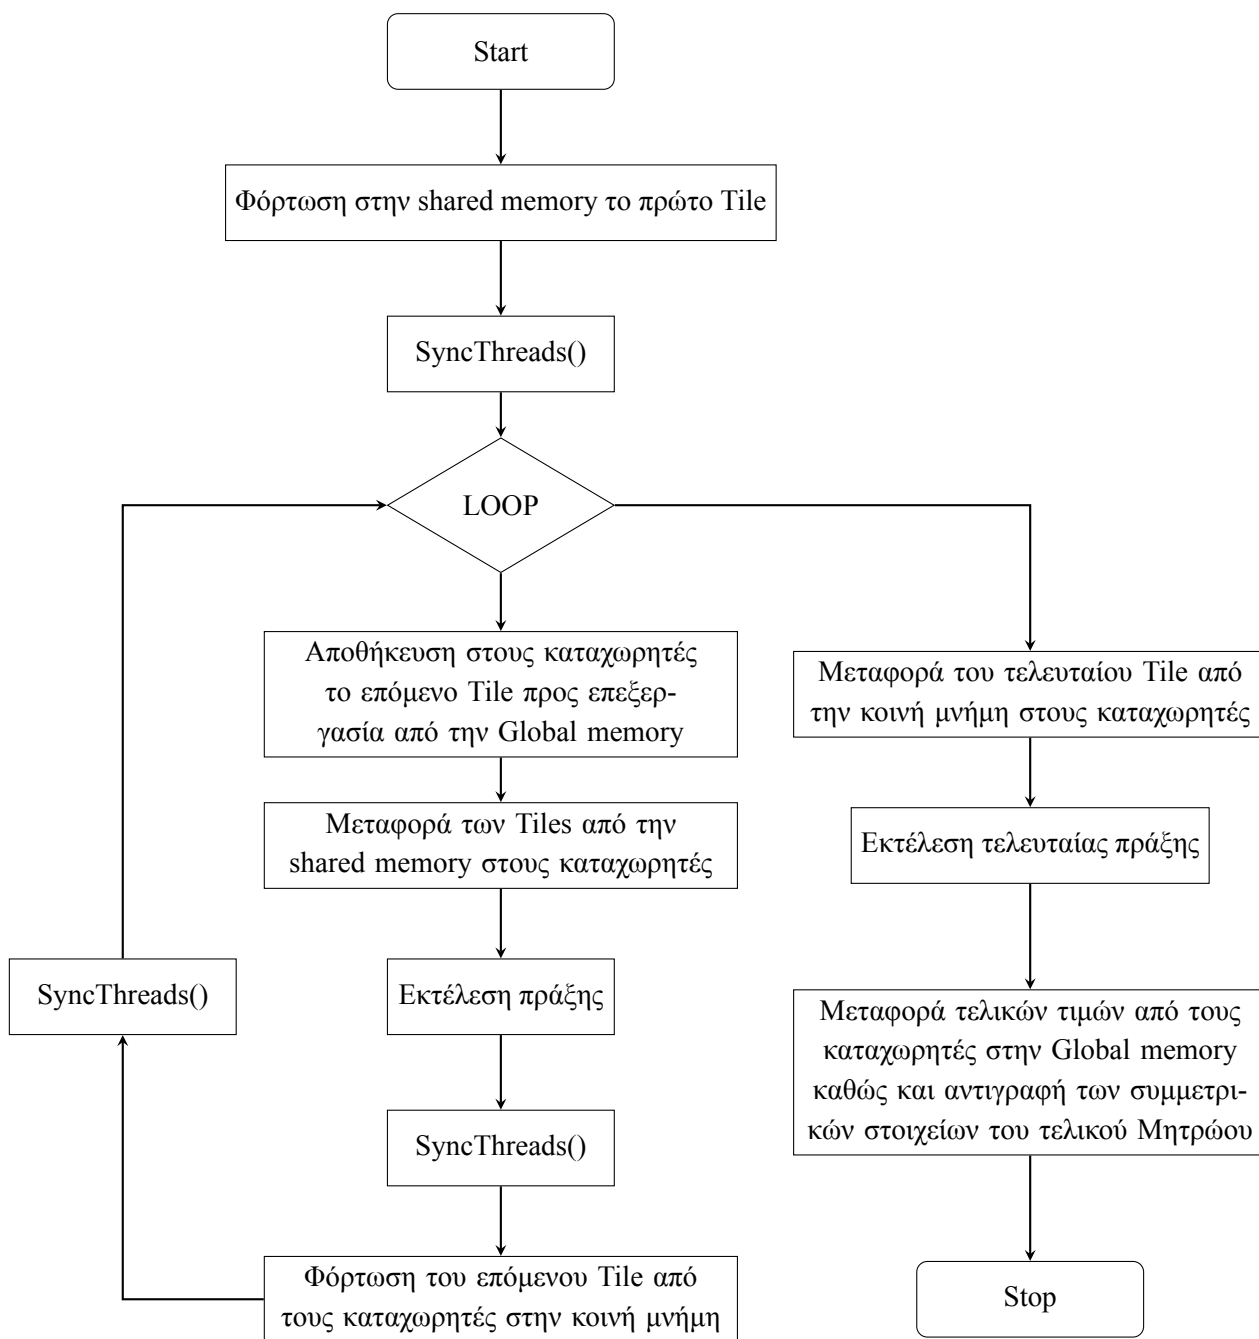 Start
Φόρτωση στην shared memory το πρώτο Tile
SyncThreads()
LOOP
Αποθήκευση στους καταχωρητές
το επόμενο Tile προς επεξερ-
γασία από την Global memory
Μεταφορά των Tiles από την
shared memory στους καταχωρητές
Εκτέλεση πράξης
SyncThreads()
Φόρτωση του επόμενου Tile από
τους καταχωρητές στην κοινή μνήμη
SyncThreads()
Μεταφορά του τελευταίου Tile από
την κοινή μνήμη στους καταχωρητές
Εκτέλεση τελευταίας πράξης
Μεταφορά τελικών τιμών από τους
καταχωρητές στην Global memory
καθώς και αντιγραφή των συμμετρι-
κών στοιχείων του τελικού Μητρώου
Stop